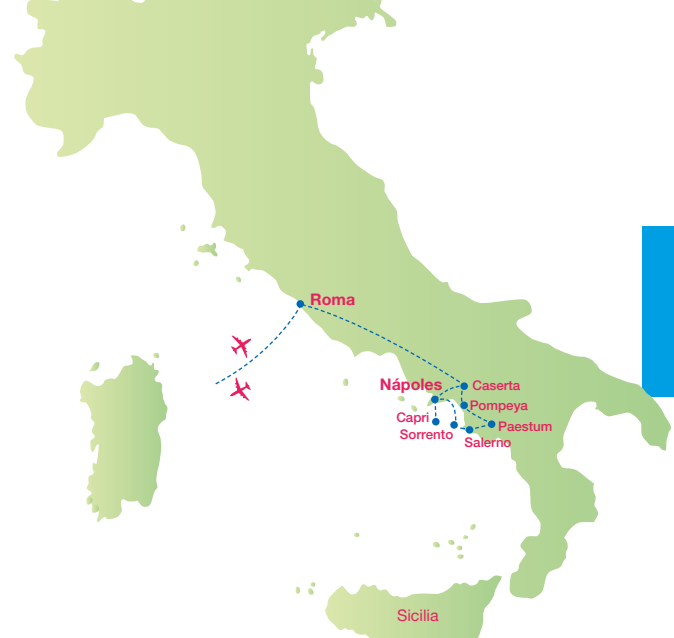 Roma
Nápoles
Caserta
Pompeya
Capri
Paestum
Sorrento
Salerno
Sicilia